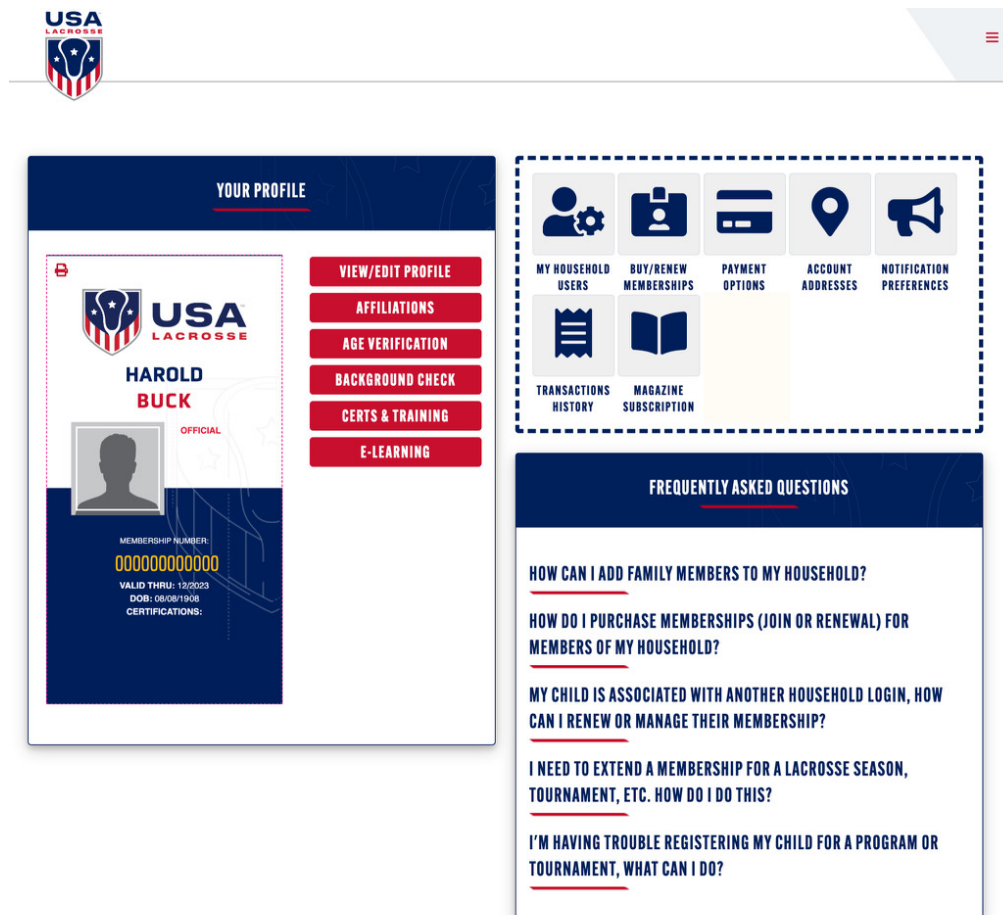 USA
LACROSSE
YOUR PROFILE
USA
LACROSSE
HAROLD
BUCK
OFFICIAL
MEMBERSHIP NUMBER:
000000000000
VALID THRU: 12/2023
DOB: 08/08/1908
CERTIFICATIONS:
VIEW/EDIT PROFILE
AFFILIATIONS
AGE VERIFICATION
BACKGROUND CHECK
CERTS & TRAINING
E-LEARNING
MY HOUSEHOLD
USERS
BUY/RENEW
MEMBERSHIPS
PAYMENT
OPTIONS
ACCOUNT
ADDRESSES
NOTIFICATION
PREFERENCES
TRANSACTIONS
HISTORY
MAGAZINE
SUBSCRIPTION
FREQUENTLY ASKED QUESTIONS
HOW CAN I ADD FAMILY MEMBERS TO MY HOUSEHOLD?
HOW DO I PURCHASE MEMBERSHIPS (JOIN OR RENEWAL) FOR
MEMBERS OF MY HOUSEHOLD?
MY CHILD IS ASSOCIATED WITH ANOTHER HOUSEHOLD LOGIN, HOW
CAN I RENEW OR MANAGE THEIR MEMBERSHIP?
I NEED TO EXTEND A MEMBERSHIP FOR A LACROSSE SEASON,
TOURNAMENT, ETC. HOW DO I DO THIS?
I'M HAVING TROUBLE REGISTERING MY CHILD FOR A PROGRAM OR
TOURNAMENT, WHAT CAN I DO?